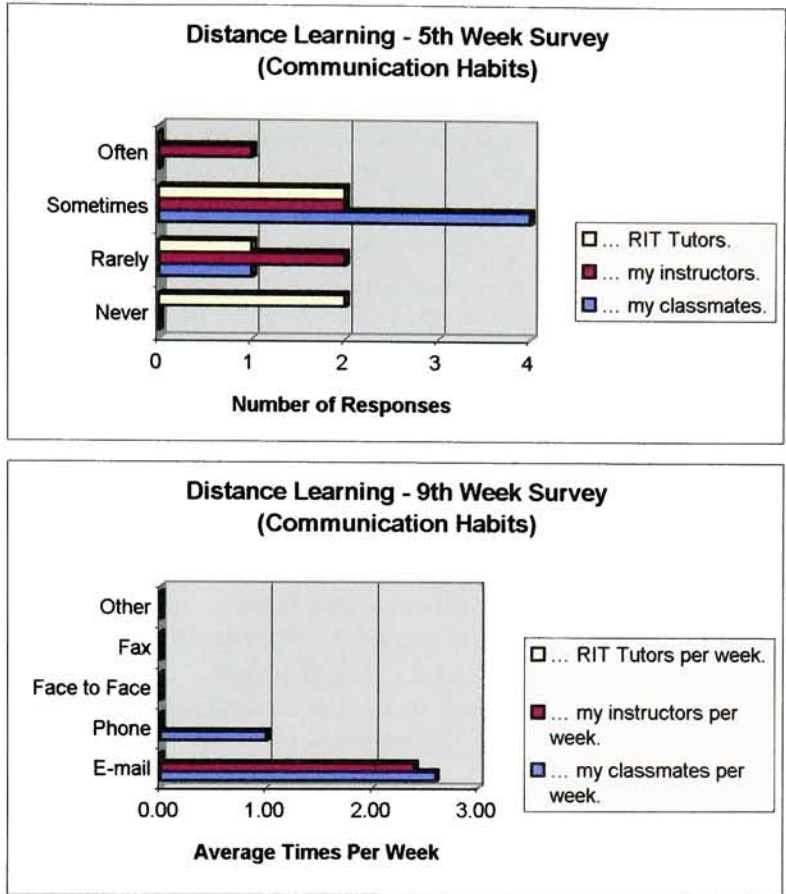 Distance Learning - 5th Week Survey
(Communication Habits)
Often
Sometimes
Rarely
Never
0 1 2 3 4
Number of Responses
... RIT Tutors.
... my instructors.
... my classmates.
Distance Learning - 9th Week Survey
(Communication Habits)
Other
Fax
Face to Face
Phone
E-mail
0.00 1.00 2.00 3.00
Average Times Per Week
... RIT Tutors per week.
... my instructors per
week.
... my classmates per
week.